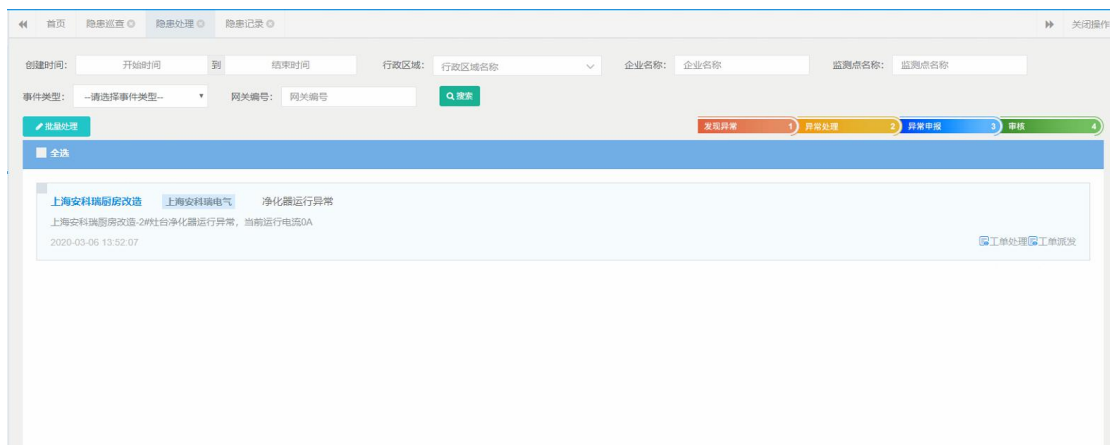 首页 隐患巡查 隐患处理 隐患记录 关闭操作
创建时间: 开始时间 到 结束时间 行政区域: 行政区域名称 企业名称: 企业名称 监测点名称: 监测点名称
事件类型: --请选择事件类型-- 网关编号: 网关编号 搜索
批量处理 发现异常 1 异常处理 2 异常申报 3 审核 4
全选
上海安科瑞厨房改造 上海安科瑞电气 净化器运行异常
上海安科瑞厨房改造-2#灶台净化器运行异常, 当前运行电流0A
2020-03-06 13:52:07 工单处理 工单派发